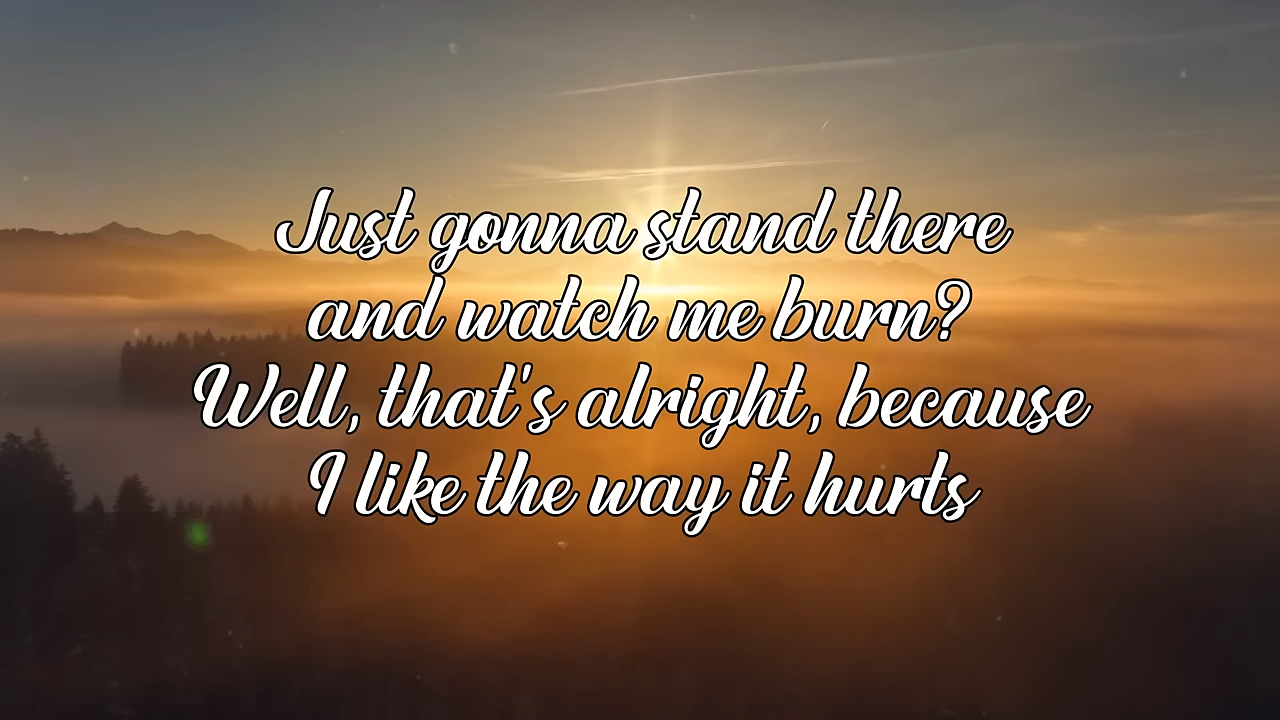 Just gonna stand there
and watch me burn?
Well, that's alright, because
I like the way it hurts